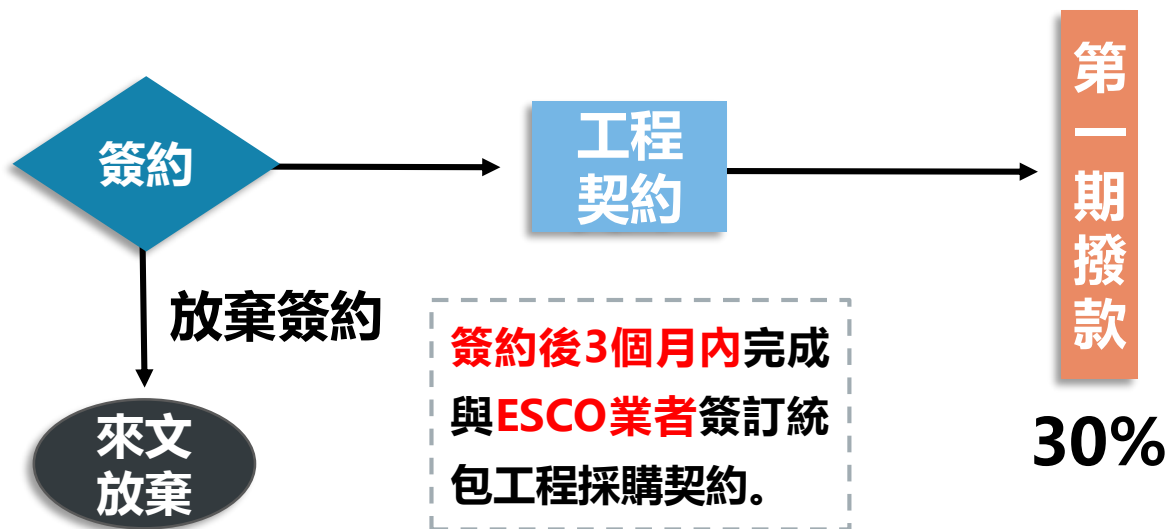 簽約
工程
契約
第一期撥款
放棄簽約
簽約後3個月內完成
與ESCO業者簽訂統
包工程採購契約。
30%
來文
放棄